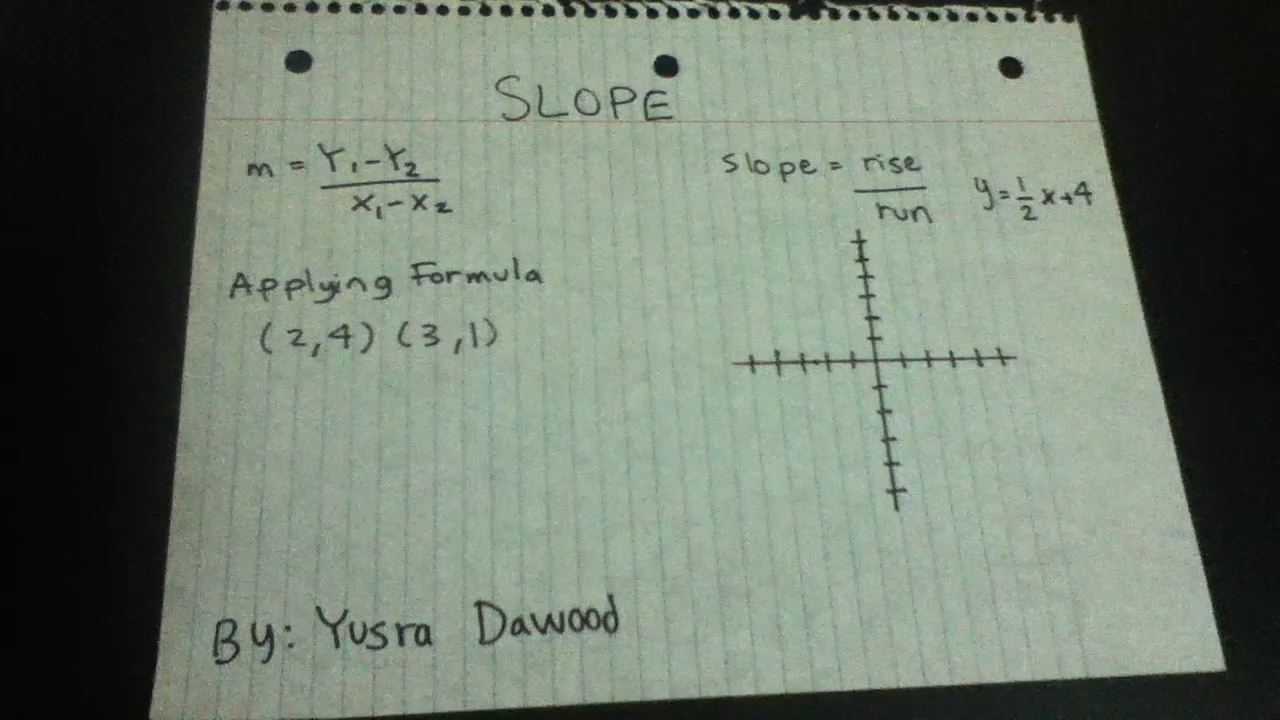 SLOPE
m = Y₁-Y₂
x₁-x₂
Applying Formula
(2,4) (3,1)
Slope = rise
run
y=1/2x+4
By: Yusra Dawood